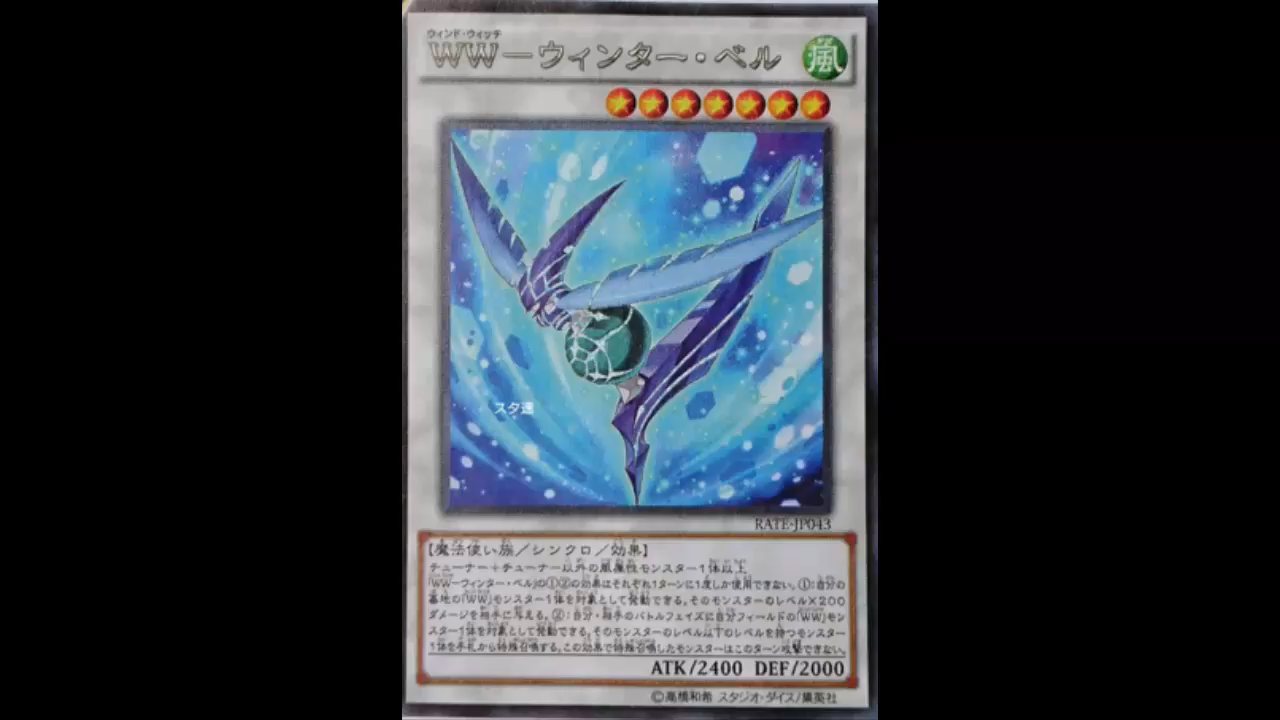 ウィンド・ウィッチ
WW－ウィンター・ベル
風
スタ速
RATE-JP043
【魔法使い族／シンクロ／効果】
チューナー＋チューナー以外の風属性モンスター1体以上
「WW－ウィンター・ベル」の①②の効果はそれぞれ1ターンに1度しか使用できない。①:自分の
墓地の「WW」モンスター1体を対象として発動できる。そのモンスターのレベル×200
ダメージを相手に与える。②:自分・相手のバトルフェイズに自分フィールドの「WW」モン
スター1体を対象として発動できる。そのモンスターのレベル以下のレベルを持つモンスター
1体を手札から特殊召喚する。この効果で特殊召喚したモンスターはこのターン攻撃できない。
ATK/2400 DEF/2000
©高橋和希 スタジオ・ダイス/集英社